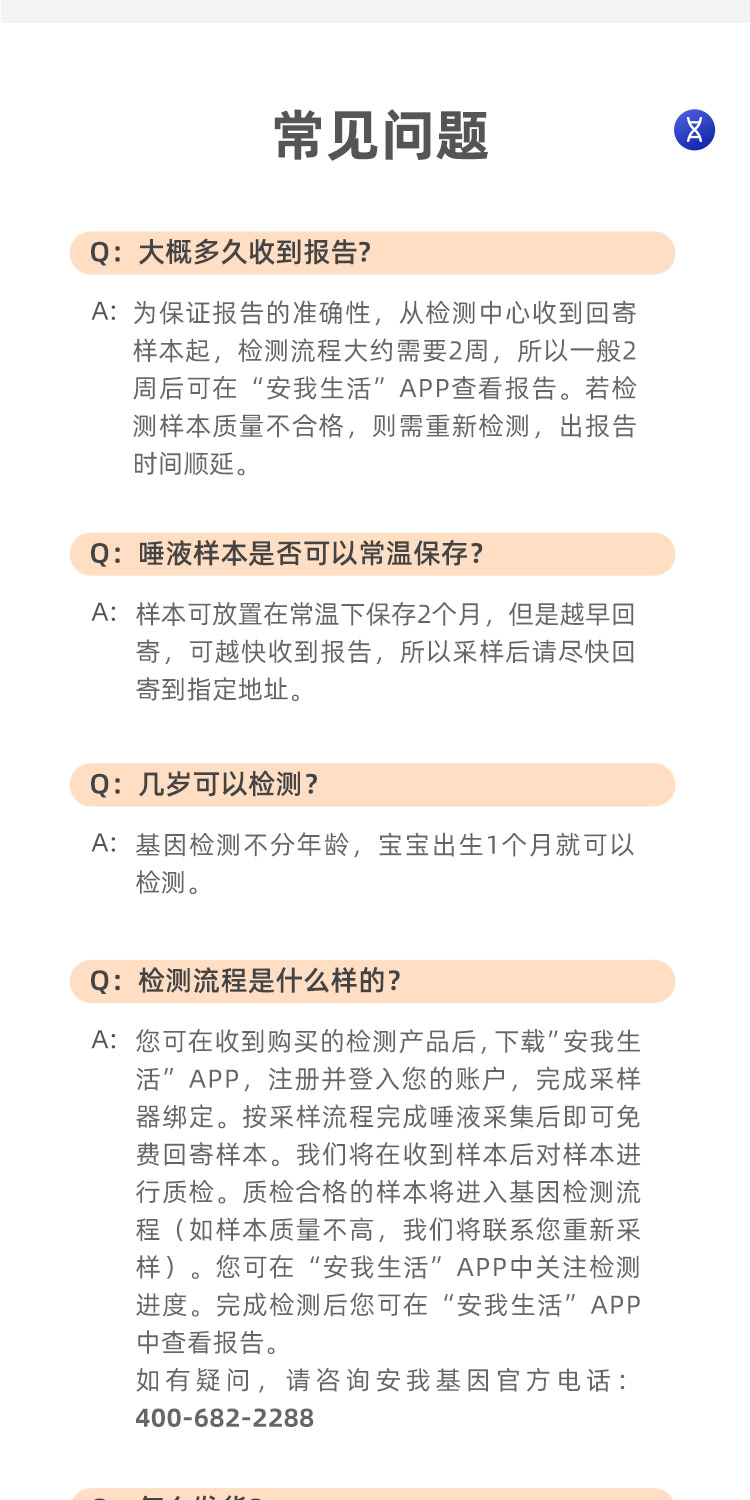 常见问题
Q：大概多久收到报告?
A：为保证报告的准确性，从检测中心收到回寄
样本起，检测流程大约需要2周，所以一般2
周后可在“安我生活”APP查看报告。若检
测样本质量不合格，则需重新检测，出报告
时间顺延。
Q：唾液样本是否可以常温保存？
A：样本可放置在常温下保存2个月，但是越早回
寄，可越快收到报告，所以采样后请尽快回
寄到指定地址。
Q：几岁可以检测？
A：基因检测不分年龄，宝宝出生1个月就可以
检测。
Q：检测流程是什么样的？
A：您可在收到购买的检测产品后，下载”安我生
活”APP，注册并登入您的账户，完成采样
器绑定。按采样流程完成唾液采集后即可免
费回寄样本。我们将在收到样本后对样本进
行质检。质检合格的样本将进入基因检测流
程（如样本质量不高，我们将联系您重新采
样）。您可在“安我生活”APP中关注检测
进度。完成检测后您可在“安我生活”APP
中查看报告。
如有疑问，请咨询安我基因官方电话：
400-682-2288